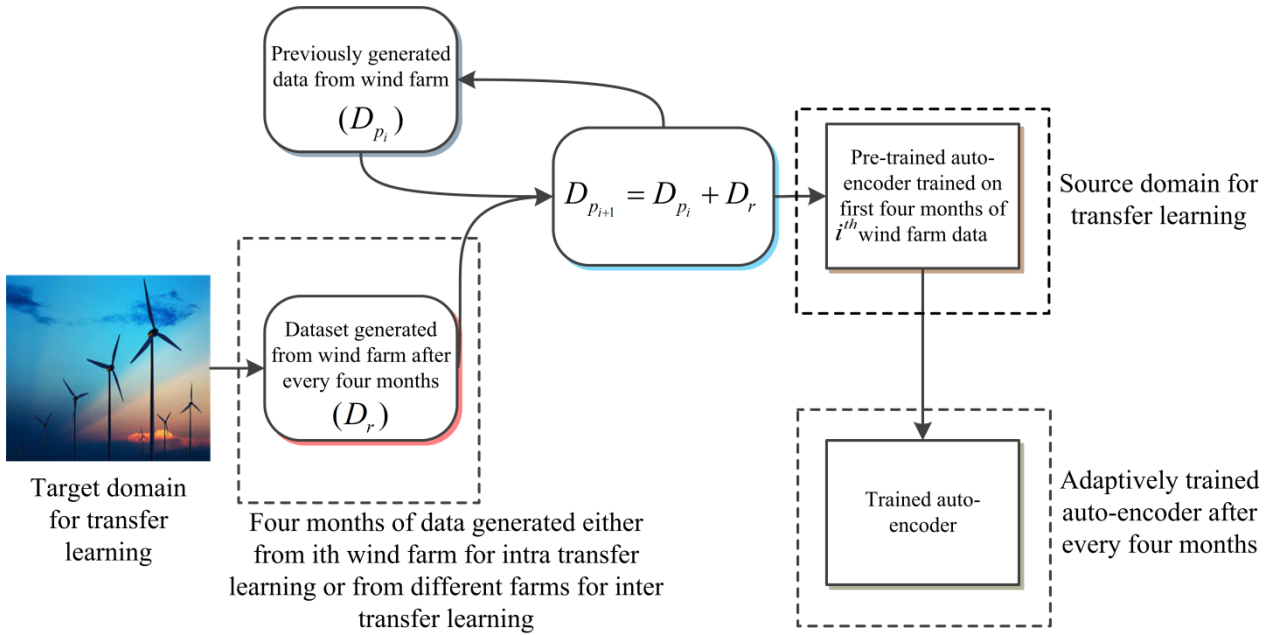 Previously generated
data from wind farm
(D_{p_i})
D_{p_{i+1}} = D_{p_i} + D_r
Pre-trained auto-
encoder trained on
first four months of
i^{th} wind farm data
Source domain for
transfer learning
Dataset generated
from wind farm after
every four months
(D_r)
Target domain
for transfer
learning
Four months of data generated either
from ith wind farm for intra transfer
learning or from different farms for inter
transfer learning
Trained auto-
encoder
Adaptively trained
auto-encoder after
every four months